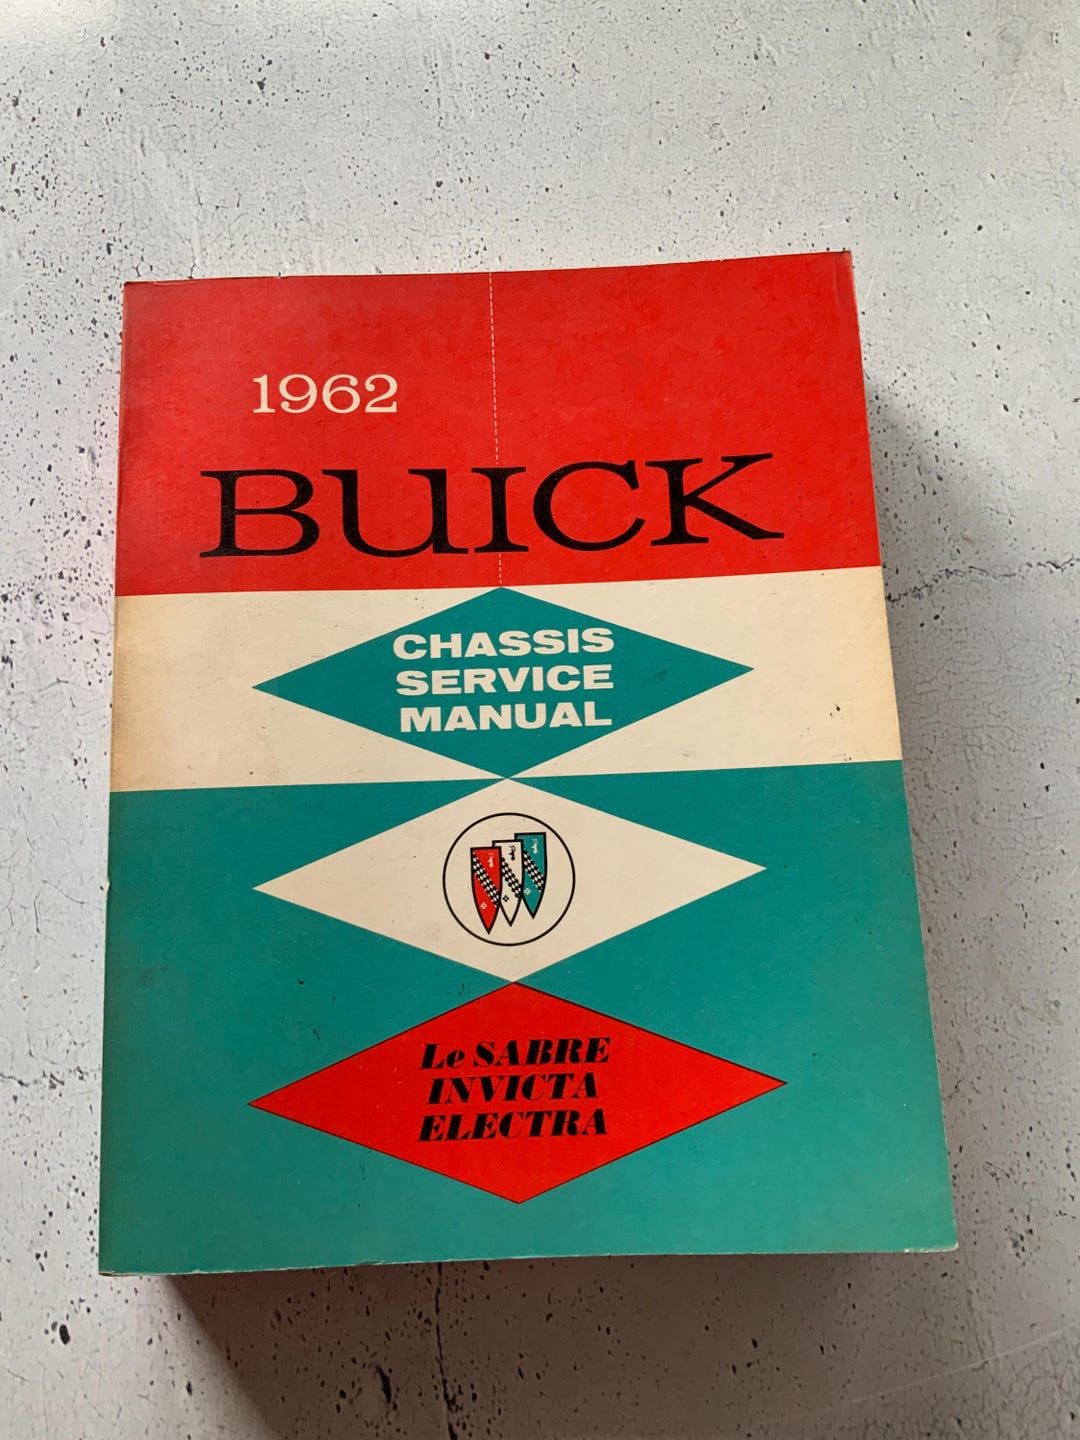 1962
BUICK
CHASSIS
SERVICE
MANUAL
Le SABRE
INVICTA
ELECTRA